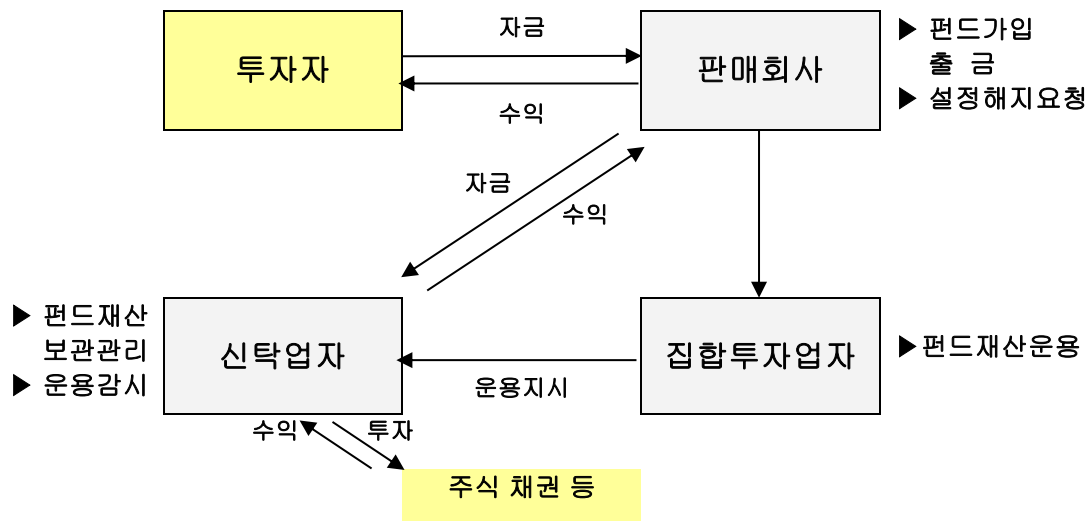 투자자
자금
수익
판매회사
▶ 펀드가입
출 금
▶ 설정해지요청
자금
수익
▶ 펀드재산
보관관리
▶ 운용감시
신탁업자
운용지시
집합투자업자
▶ 펀드재산운용
수익
투자
주식 채권 등